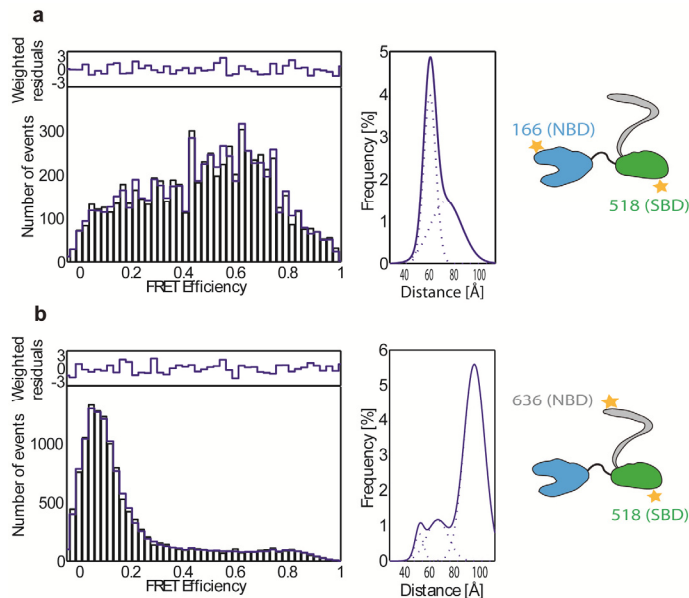 a
Weighted
residuals
3
0
-3
Number of events
300
200
100
0
0
0.2
0.4
0.6
0.8
1
FRET Efficiency
Frequency [%]
5
4
3
2
1
0
40
60
80
100
Distance [Å]
166 (NBD)
518 (SBD)
b
Weighted
residuals
3
0
-3
Number of events
1000
500
0
0
0.2
0.4
0.6
0.8
1
FRET Efficiency
Frequency [%]
6
5
4
3
2
1
0
40
60
80
100
Distance [Å]
636 (NBD)
518 (SBD)